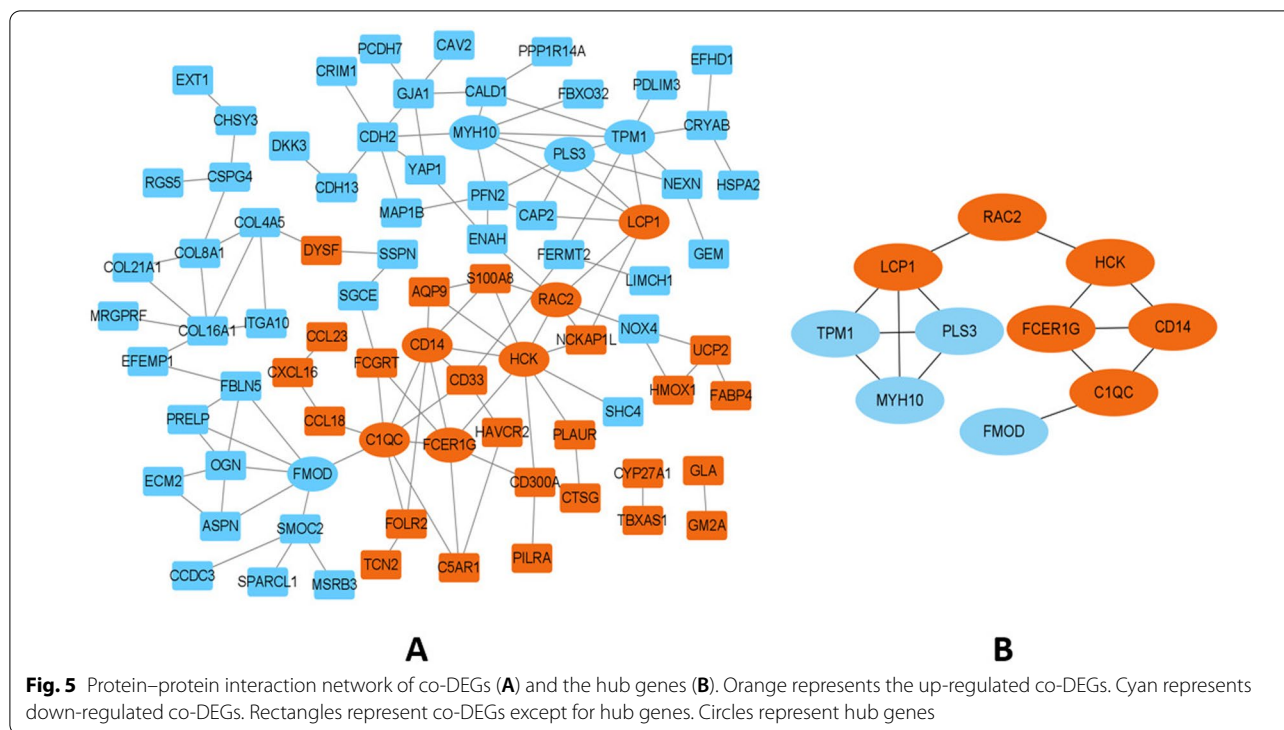 PCDH7
CAV2
PPP1R14A
EXT1
CRIM1
GJA1
CALD1
FBXO32
PDLIM3
EFHD1
CHSY3
DKK3
CDH2
MYH10
TPM1
CRYAB
PLS3
RGS5
CSPG4
CDH13
YAP1
NEXN
HSPA2
MAP1B
PFN2
CAP2
LCP1
COL4A5
COL8A1
DYSF
SSPN
ENAH
FERMT2
GEM
COL21A1
S100A8
LIMCH1
MRGPRF
SGCE
AQP9
RAC2
COL16A1
ITGA10
CCL23
CD14
NOX4
NCKAP1L
UCP2
EFEMP1
CXCL16
FCGRT
HCK
FBLN5
CD33
HMOX1
FABP4
PRELP
CCL18
SHC4
C1QC
FCER1G
HAVCR2
PLAUR
OGN
FMOD
ECM2
CD300A
CTSG
CYP27A1
GLA
ASPN
SMOC2
FOLR2
TBXAS1
GM2A
TCN2
C5AR1
PILRA
CCDC3
SPARCL1
MSRB3
RAC2
LCP1
HCK
TPM1
PLS3
FCER1G
CD14
MYH10
C1QC
FMOD
A
B
Fig. 5 Protein–protein interaction network of co-DEGs (A) and the hub genes (B). Orange represents the up-regulated co-DEGs. Cyan represents
down-regulated co-DEGs. Rectangles represent co-DEGs except for hub genes. Circles represent hub genes